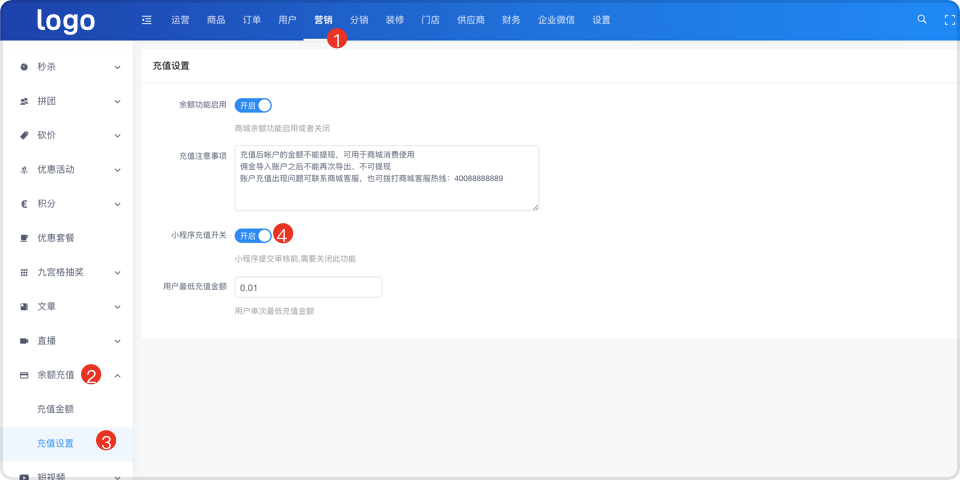 logo
运营 商品 订单 用户 营销 分销 装修 门店 供应商 财务 企业微信 设置
1
秒杀
拼团
砍价
优惠活动
积分
优惠套餐
九宫格抽奖
文章
直播
余额充值 2
充值金额
充值设置 3
短视频
充值设置
余额功能启用 开启
商城余额功能启用或者关闭
充值注意事项
充值后帐户的金额不能提现，可用于商城消费使用
佣金导入账户之后不能再次导出、不可提现
账户充值出现问题可联系商城客服，也可拨打商城客服热线：40088888889
小程序充值开关 开启 4
小程序提交审核前,需要关闭此功能
用户最低充值金额 0.01
用户单次最低充值金额